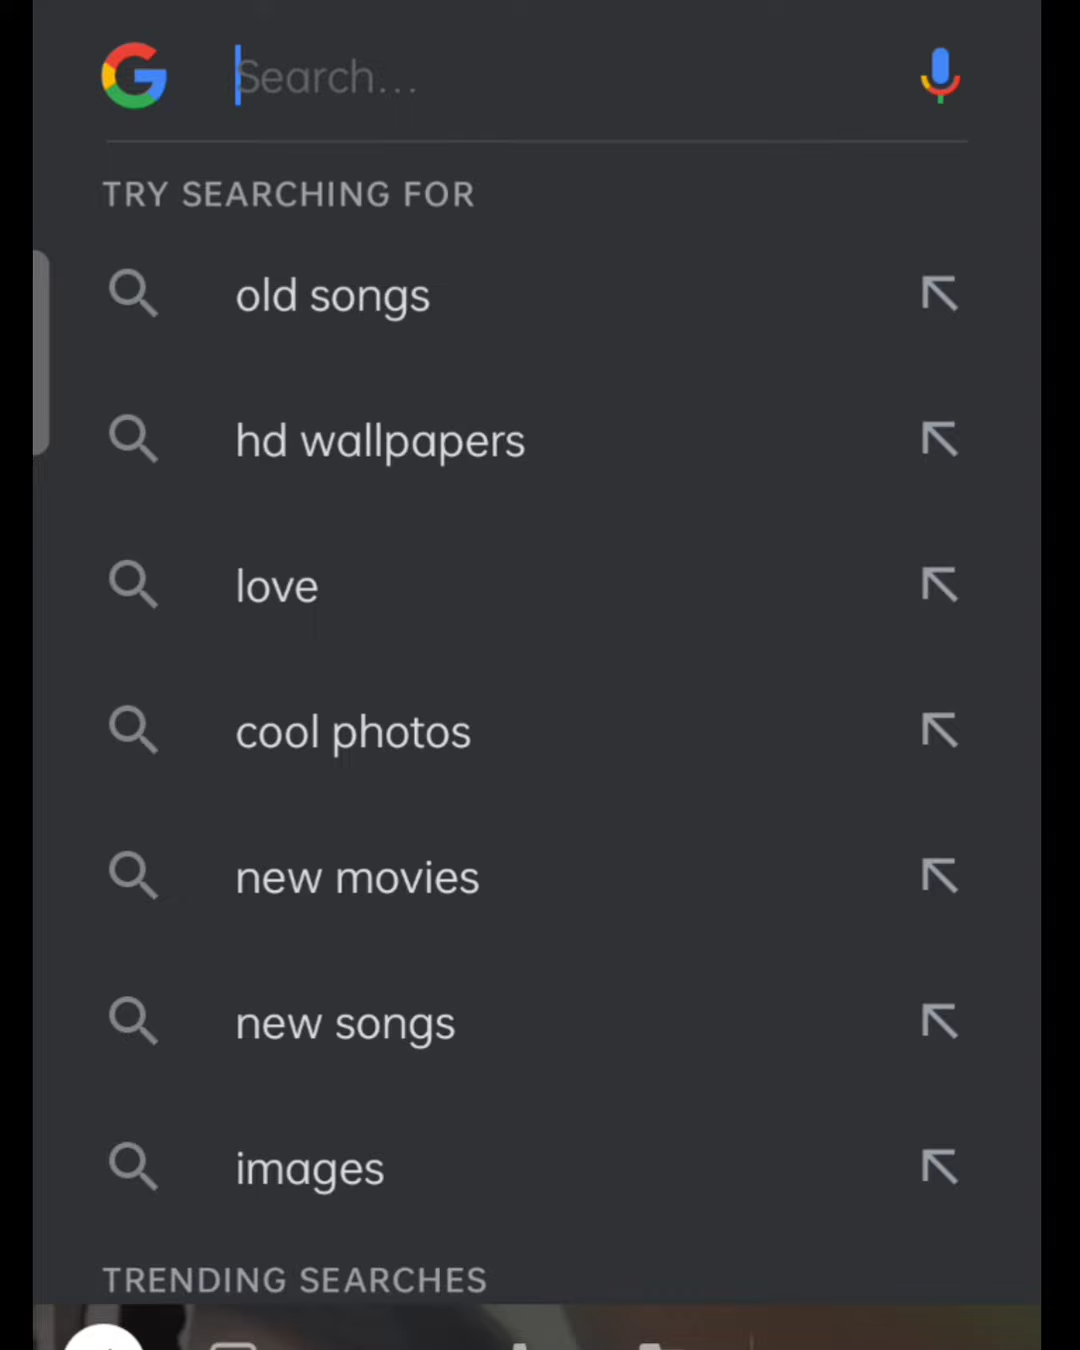 Search...
TRY SEARCHING FOR
old songs
hd wallpapers
love
cool photos
new movies
new songs
images
TRENDING SEARCHES